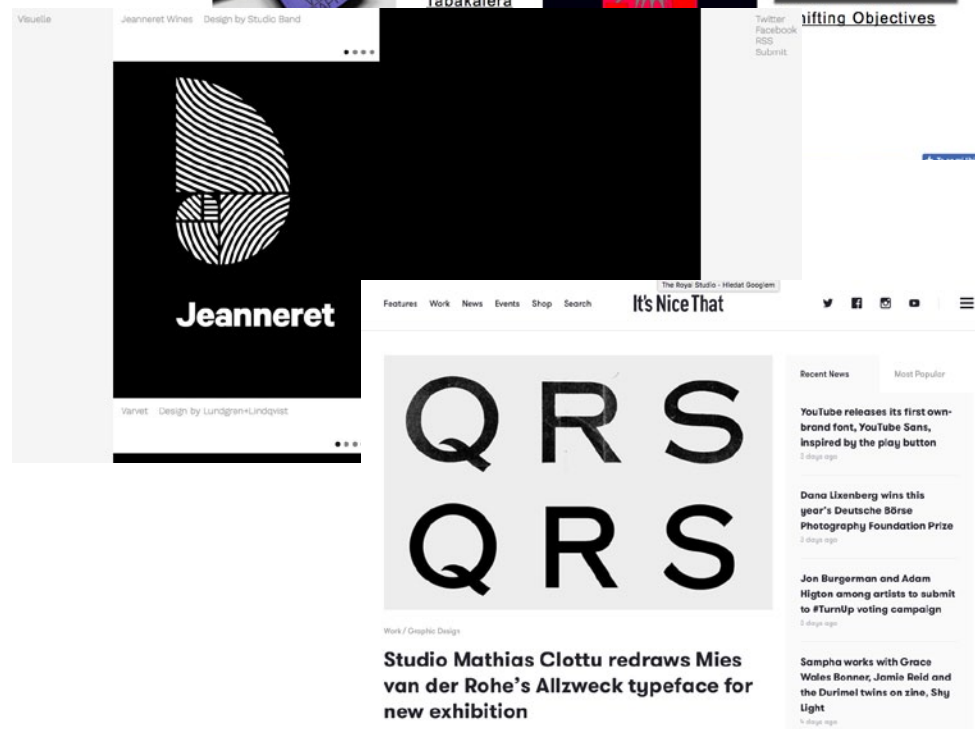 Tabakalera
hifting Objectives
Visuelle
Jeanneret Wines Design by Studio Band
Twitter
Facebook
RSS
Submit
Jeanneret
Varvet Design by Lundgren+Lindqvist
The Royal Studio - Hledat Googlem
Features Work News Events Shop Search
It's Nice That
QRS
QRS
Work / Graphic Design
Studio Mathias Clottu redraws Mies
van der Rohe's Allzweck typeface for
new exhibition
Recent News Most Popular
YouTube releases its first own-
brand font, YouTube Sans,
inspired by the play button
2 days ago
Dana Lixenberg wins this
year's Deutsche Börse
Photography Foundation Prize
2 days ago
Jon Burgerman and Adam
Higton among artists to submit
to #TurnUp voting campaign
2 days ago
Sampha works with Grace
Wales Bonner, Jamie Reid and
the Durimel twins on zine, Shy
Light
4 days ago